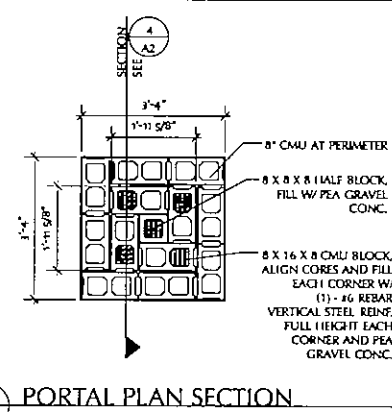 4
A2
SECTION
SEE
3'-4"
1'-11 5/8"
3'-4"
1'-11 5/8"
8" CMU AT PERIMETER
8 X 8 X 8 HALF BLOCK,
FILL W/ PEA GRAVEL
CONC.
8 X 16 X 8 CMU BLOCK,
ALIGN CORES AND FILL
EACH CORNER W/
(1) - #6 REBAR
VERTICAL STEEL REINF.
FULL HEIGHT EACH
CORNER AND PEA
GRAVEL CONC.
PORTAL PLAN SECTION